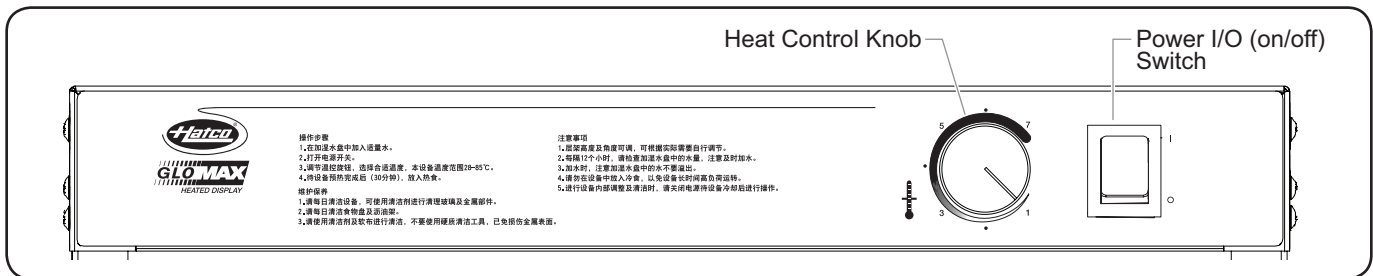 Heat Control Knob
Power I/O (on/off)
Switch
Hatco®
GLOMAX
HEATED DISPLAY
操作步骤
1.在加湿水盘中加入适量水。
2.打开电源开关。
3.调节温控旋钮,选择合适温度,本设备温度范围28-85℃。
4.待设备预热完成后(30分钟),放入热食。
维护保养
1.请每日清洁设备,可使用清洁剂进行清理玻璃及金属部件。
2.请每日清洁食物盘及沥油架。
3.请使用清洁剂及软布进行清洁,不要使用硬质清洁工具,已免损伤金属表面。
注意事项
1.层架高度及角度可调,可根据实际需要自行调节。
2.每隔12个小时,请检查加湿水盘中的水量,注意及时加水。
3.加水时,注意加湿水盘中的水不要溢出。
4.请勿在设备中放入冷食,以免设备长时间高负荷运转。
5.进行设备内部调整及清洁时,请关闭电源待设备冷却后进行操作。
5
7
3
1
I
O